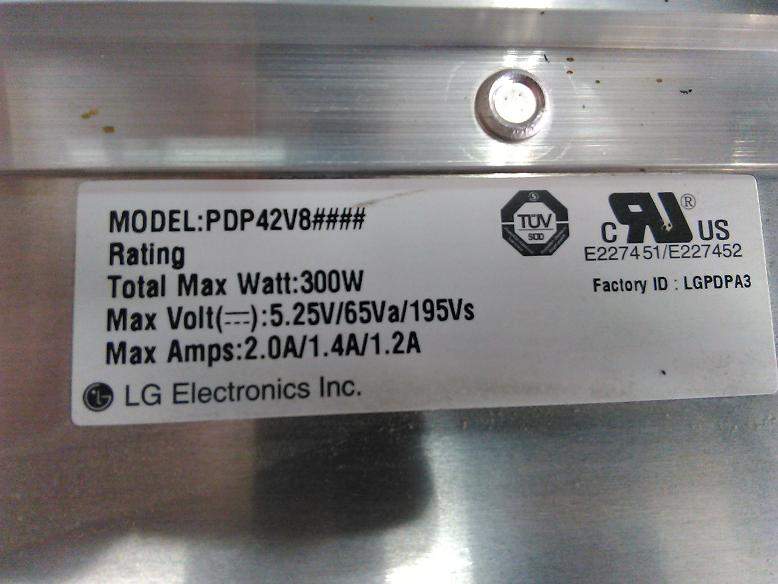 MODEL:PDP42V8####
Rating
Total Max Watt:300W
Max Volt(⎓):5.25V/65Va/195Vs
Max Amps:2.0A/1.4A/1.2A
LG Electronics Inc.
TÜV
C RU ® US
E227451/E227452
Factory ID : LGPDPA3